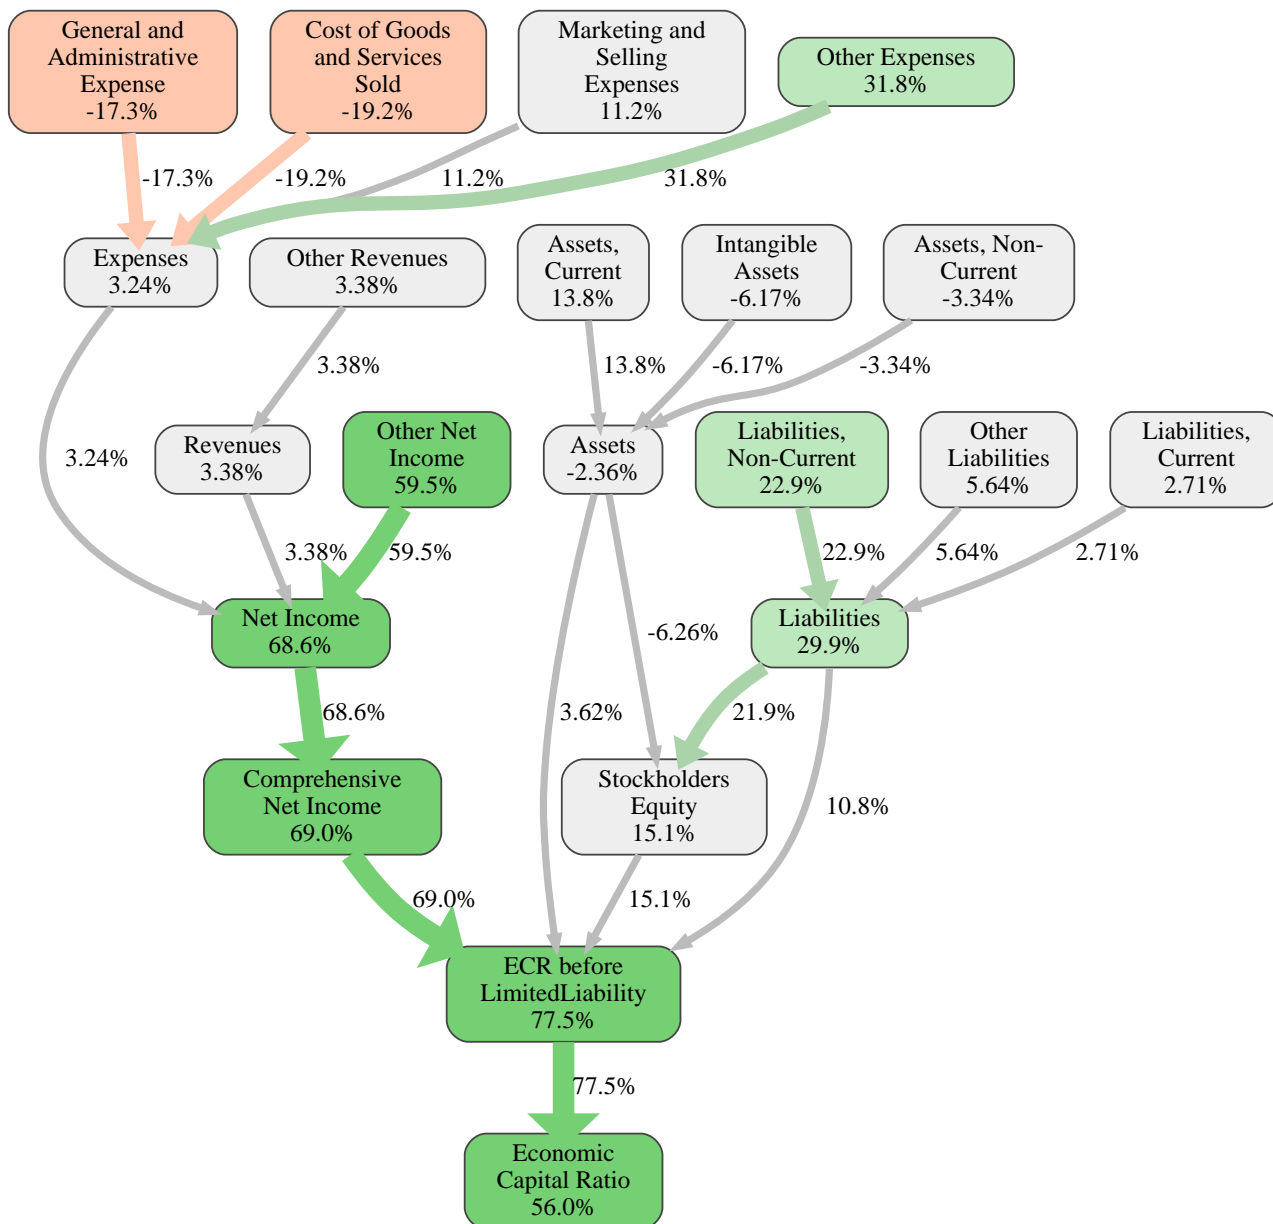 General and
Administrative
Expense
-17.3%
Cost of Goods
and Services
Sold
-19.2%
Marketing and
Selling
Expenses
11.2%
Other Expenses
31.8%
-17.3%
-19.2%
11.2%
31.8%
Expenses
3.24%
Other Revenues
3.38%
Assets,
Current
13.8%
Intangible
Assets
-6.17%
Assets, Non-
Current
-3.34%
3.38%
13.8%
-6.17%
-3.34%
3.24%
Revenues
3.38%
Other Net
Income
59.5%
Assets
-2.36%
Liabilities,
Non-Current
22.9%
Other
Liabilities
5.64%
Liabilities,
Current
2.71%
3.38%
59.5%
22.9%
5.64%
2.71%
Net Income
68.6%
-6.26%
Liabilities
29.9%
68.6%
3.62%
21.9%
Comprehensive
Net Income
69.0%
Stockholders
Equity
15.1%
10.8%
69.0%
15.1%
ECR before
LimitedLiability
77.5%
77.5%
Economic
Capital Ratio
56.0%